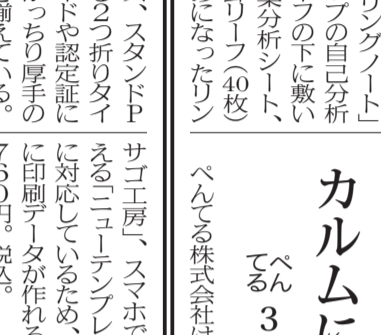 リングノート」
プの自己分析
フの下に敷い
業分析シート、
リーフ(40枚)
になったリン
カルムに
ぺん
てる
3
ぺんてる株式会社は
、スタンドP
2つ折りタイ
ドや認定証に
っちり厚手の
揃えている。
サゴ工房」、スマホで
える「ニューテンプレ
に対応しているため、
に印刷データが作れる
760円。税込。